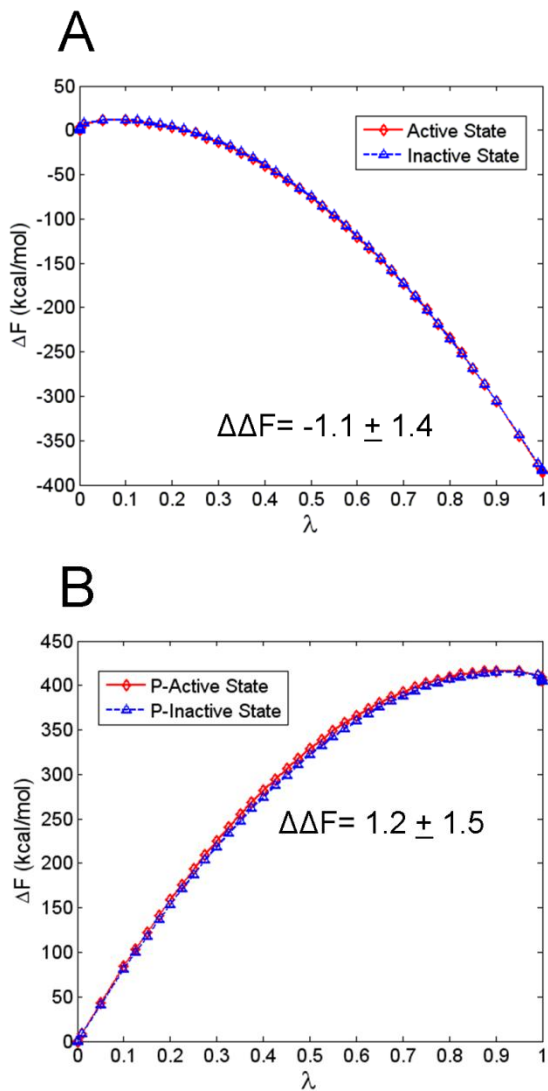 A
50
0
-50
-100
-150
-200
-250
-300
-350
-400
ΔF (kcal/mol)
Active State
Inactive State
ΔΔF= -1.1 ± 1.4
0 0.1 0.2 0.3 0.4 0.5 0.6 0.7 0.8 0.9 1
λ
B
450
400
350
300
250
200
150
100
50
0
ΔF (kcal/mol)
P-Active State
P-Inactive State
ΔΔF= 1.2 ± 1.5
0 0.1 0.2 0.3 0.4 0.5 0.6 0.7 0.8 0.9 1
λ